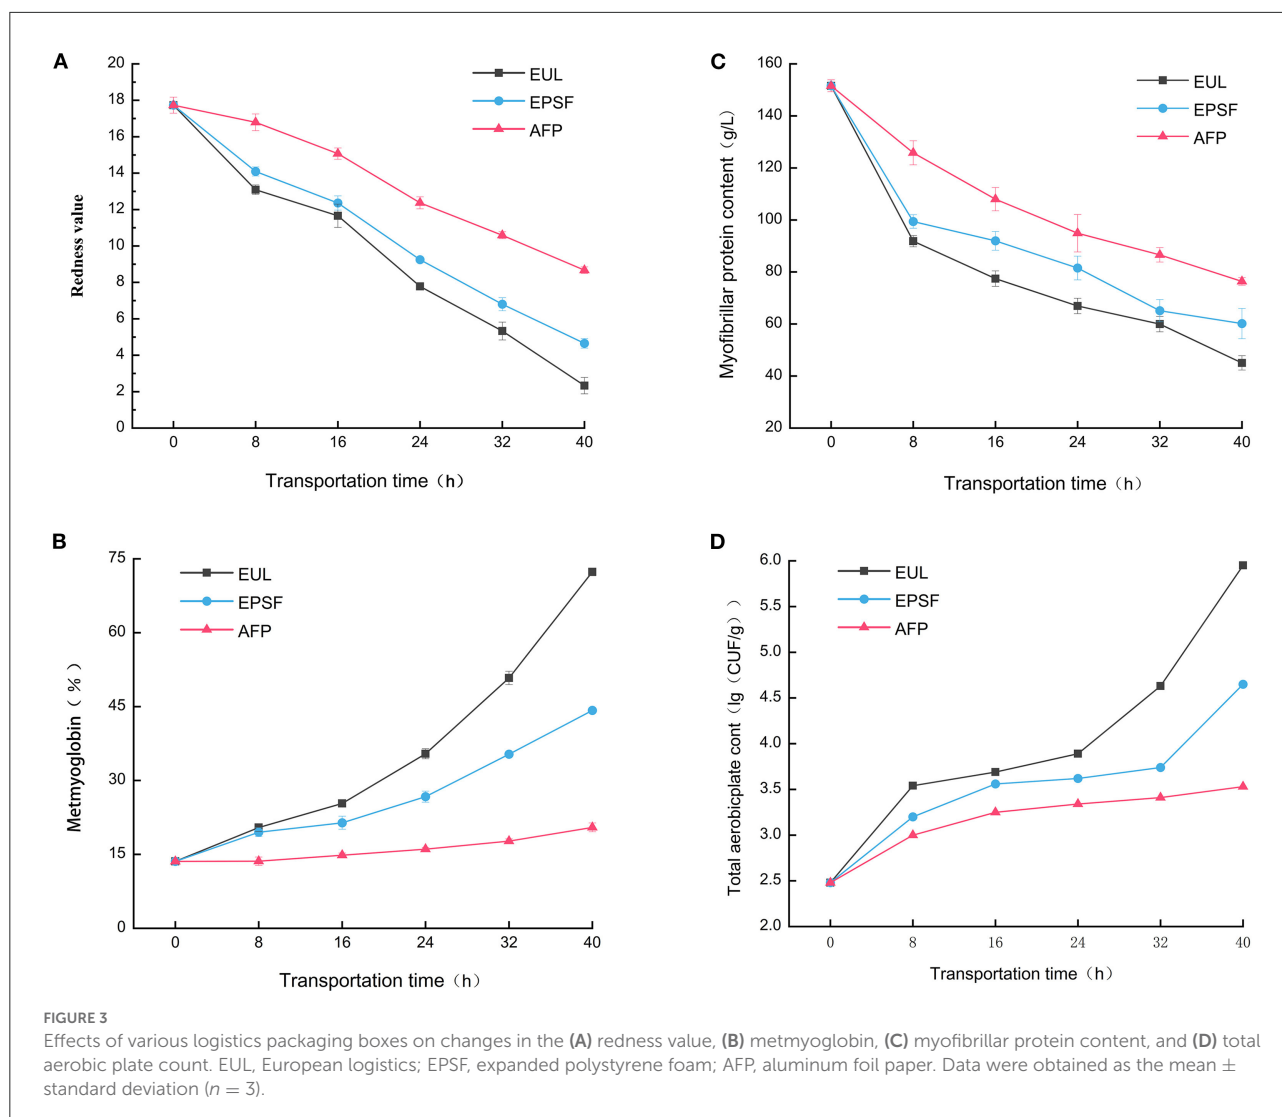 A
20
18
16
14
12
10
8
6
4
2
0
Redness value
EUL
EPSF
AFP
0 8 16 24 32 40
Transportation time（h）
C
160
140
120
100
80
60
40
20
Myofibrillar protein content（g/L）
EUL
EPSF
AFP
0 8 16 24 32 40
Transportation time（h）
B
75
60
45
30
15
0
Metmyoglobin（%）
EUL
EPSF
AFP
0 8 16 24 32 40
Transportation time（h）
D
6.0
5.5
5.0
4.5
4.0
3.5
3.0
2.5
2.0
Total aerobicplate cont（lg（CUF/g））
EUL
EPSF
AFP
0 8 16 24 32 40
Transportation time（h）
FIGURE 3
Effects of various logistics packaging boxes on changes in the (A) redness value, (B) metmyoglobin, (C) myofibrillar protein content, and (D) total
aerobic plate count. EUL, European logistics; EPSF, expanded polystyrene foam; AFP, aluminum foil paper. Data were obtained as the mean ±
standard deviation (n = 3).